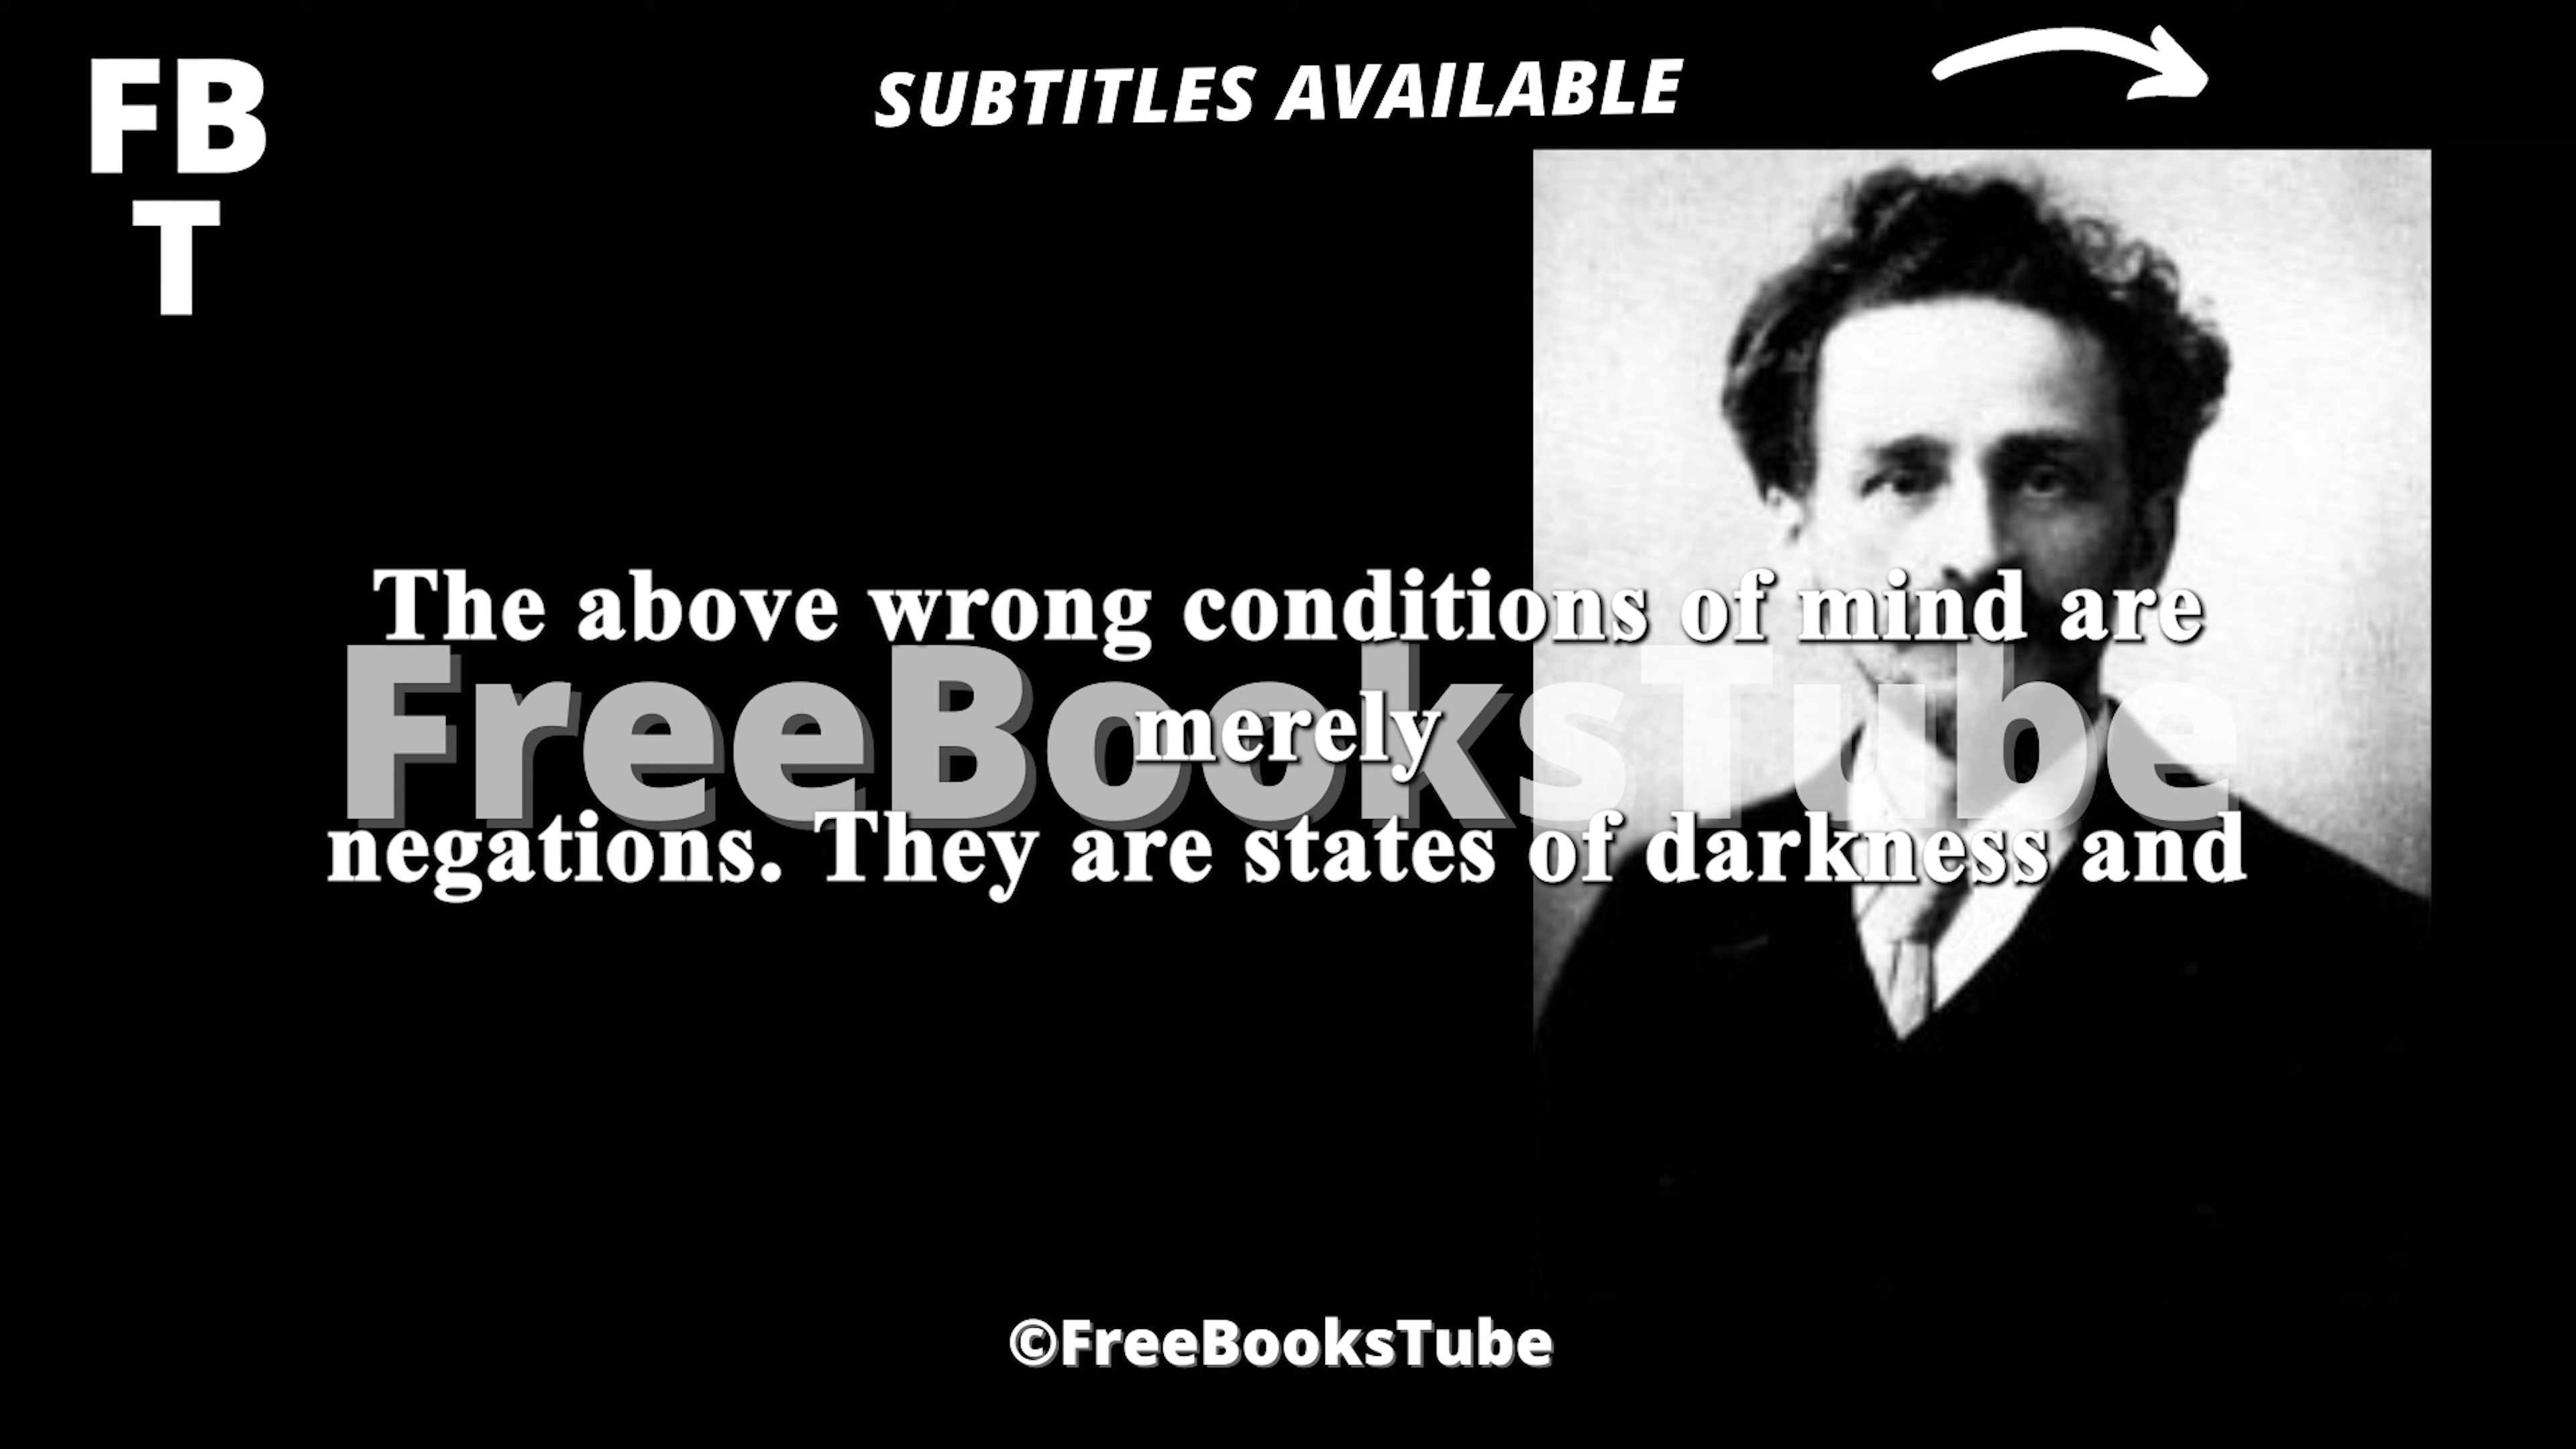 FB
T
SUBTITLES AVAILABLE
The above wrong conditions of mind are
merely
FreeBooksTube
negations. They are states of darkness and
©FreeBooksTube